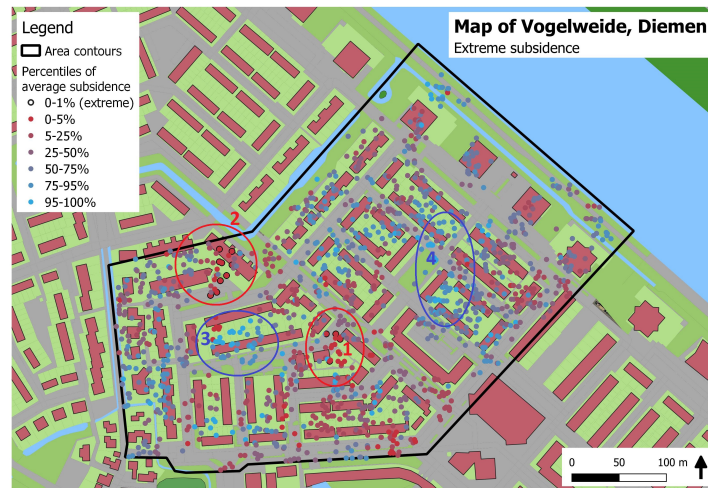 Legend
Area contours
Percentiles of
average subsidence
0-1% (extreme)
0-5%
5-25%
25-50%
50-75%
75-95%
95-100%
Map of Vogelweide, Diemen
Extreme subsidence
2
4
3
1
0 50 100 m